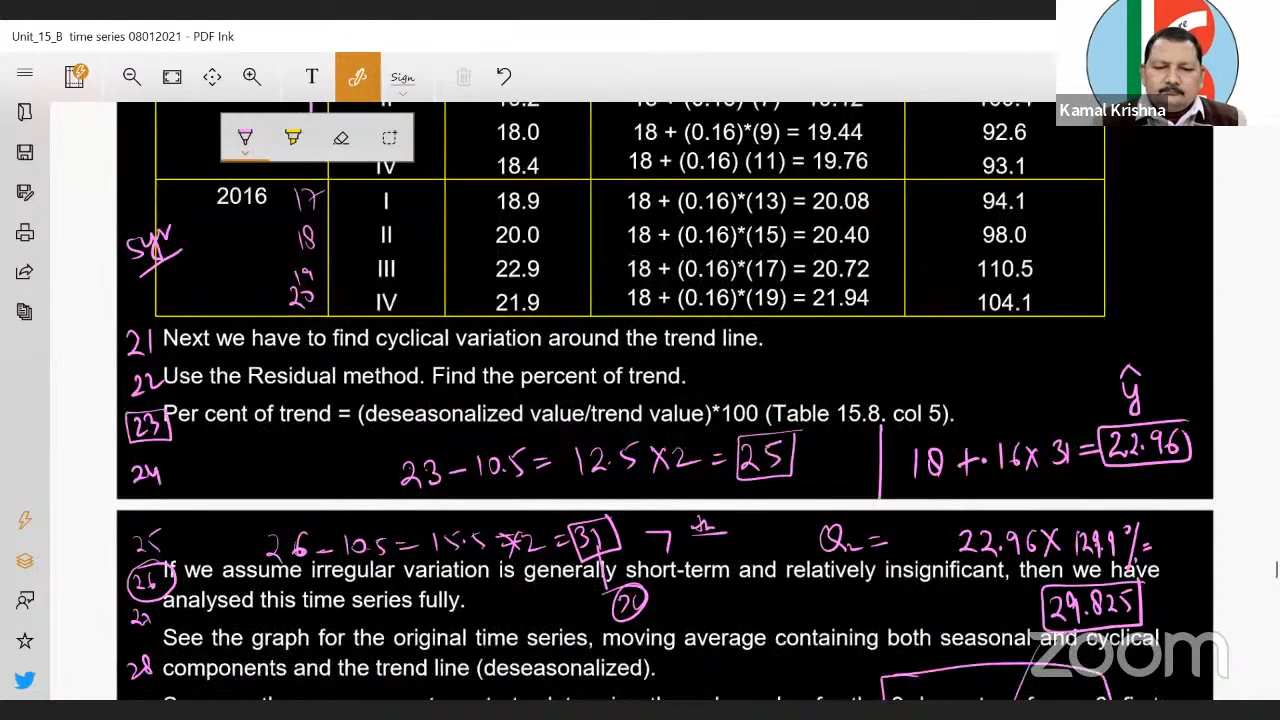 Unit_15_B time series 08012021 - PDF Ink
T
Sign
Kamal Krishna
18.0 18 + (0.16)*(9) = 19.44 92.6
IV 18.4 18 + (0.16) (11) = 19.76 93.1
2016 17 I 18.9 18 + (0.16)*(13) = 20.08 94.1
5yr 18 II 20.0 18 + (0.16)*(15) = 20.40 98.0
19 III 22.9 18 + (0.16)*(17) = 20.72 110.5
20 IV 21.9 18 + (0.16)*(19) = 21.94 104.1
21 Next we have to find cyclical variation around the trend line.
22 Use the Residual method. Find the percent of trend.
ŷ
23 Per cent of trend = (deseasonalized value/trend value)*100 (Table 15.8. col 5).
24 23 - 10.5 = 12.5 × 2 = 25 18 + .16 × 31 = 22.96
25 26 - 10.5 = 15.5 × 2 = 31 7th Q2 = 22.96 × 129.9 % =
26 If we assume irregular variation is generally short-term and relatively insignificant, then we have
analysed this time series fully. 29.825
See the graph for the original time series, moving average containing both seasonal and cyclical
28 components and the trend line (deseasonalized).
zoom